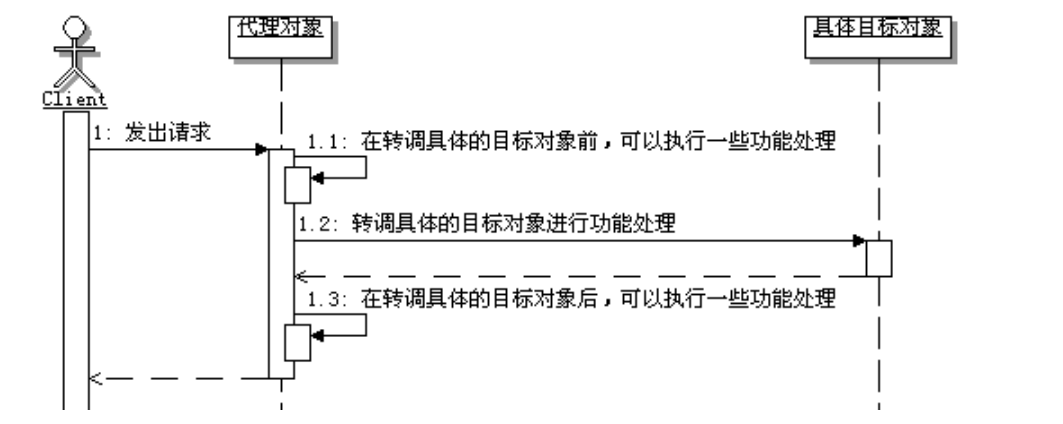 代理对象
具体目标对象
Client
1: 发出请求
1.1: 在转调具体的目标对象前，可以执行一些功能处理
1.2: 转调具体的目标对象进行功能处理
1.3: 在转调具体的目标对象后，可以执行一些功能处理